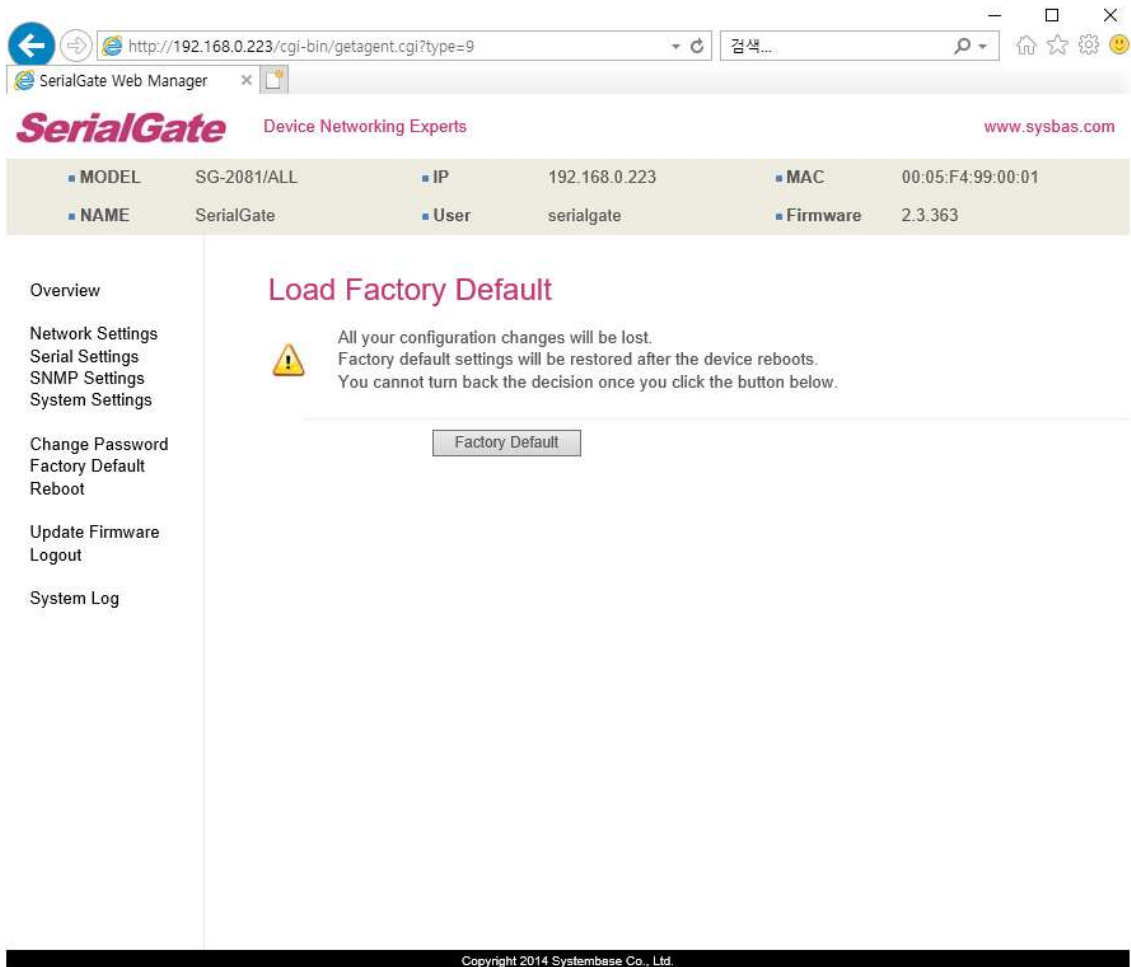 http://192.168.0.223/cgi-bin/getagent.cgi?type=9
검색...
SerialGate Web Manager
SerialGate Device Networking Experts www.sysbas.com
MODEL SG-2081/ALL IP 192.168.0.223 MAC 00:05:F4:99:00:01
NAME SerialGate User serialgate Firmware 2.3.363
Overview
Network Settings
Serial Settings
SNMP Settings
System Settings
Change Password
Factory Default
Reboot
Update Firmware
Logout
System Log
Load Factory Default
All your configuration changes will be lost.
Factory default settings will be restored after the device reboots.
You cannot turn back the decision once you click the button below.
Factory Default
Copyright 2014 Systembase Co., Ltd.